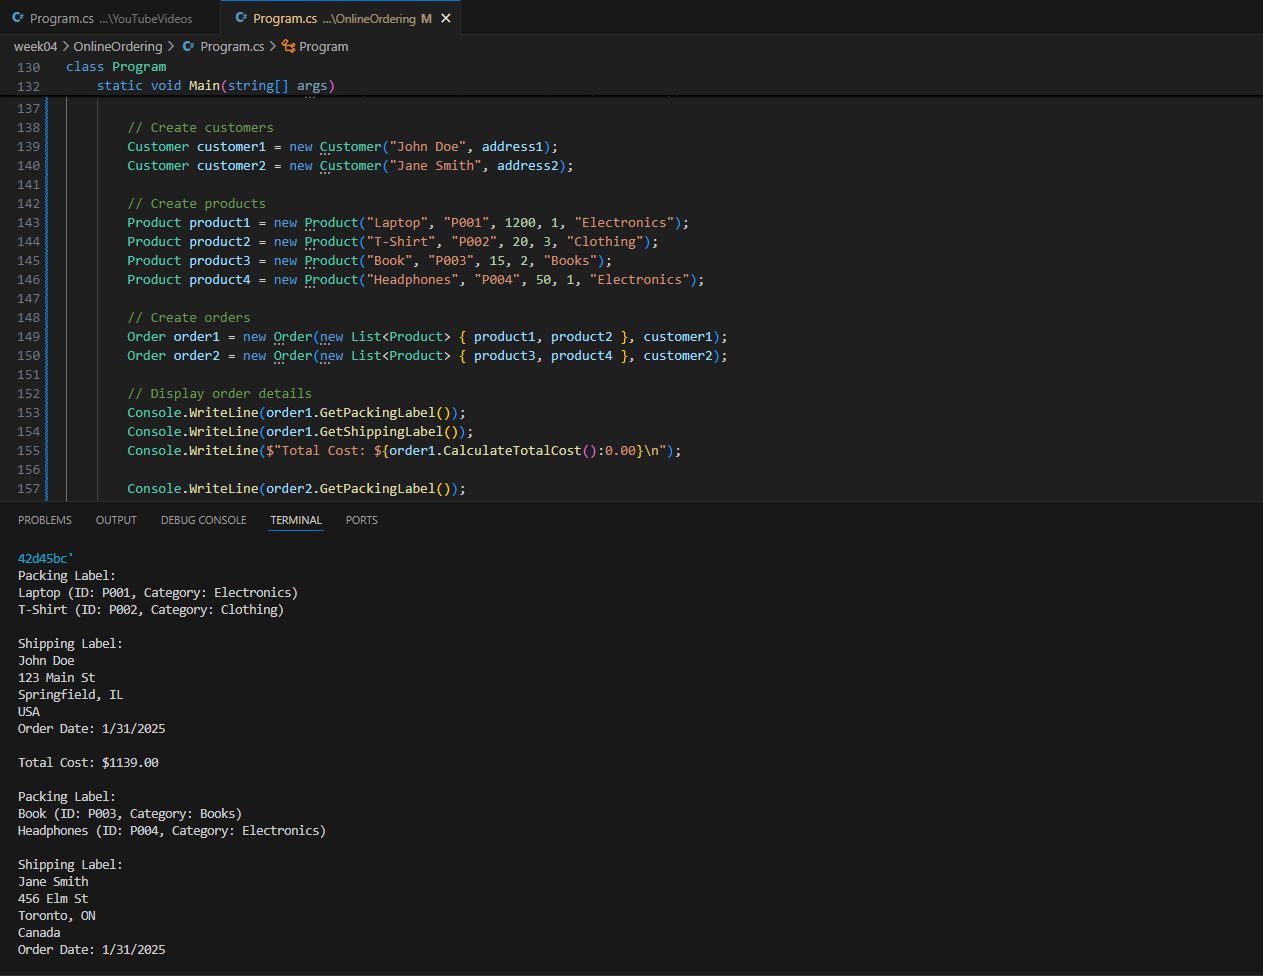 Program.cs ...\YouTubeVideos
Program.cs ...\OnlineOrdering M
week04 > OnlineOrdering > Program.cs > Program
130 class Program
132 static void Main(string[] args)
137
138 // Create customers
139 Customer customer1 = new Customer("John Doe", address1);
140 Customer customer2 = new Customer("Jane Smith", address2);
141
142 // Create products
143 Product product1 = new Product("Laptop", "P001", 1200, 1, "Electronics");
144 Product product2 = new Product("T-Shirt", "P002", 20, 3, "Clothing");
145 Product product3 = new Product("Book", "P003", 15, 2, "Books");
146 Product product4 = new Product("Headphones", "P004", 50, 1, "Electronics");
147
148 // Create orders
149 Order order1 = new Order(new List<Product> { product1, product2 }, customer1);
150 Order order2 = new Order(new List<Product> { product3, product4 }, customer2);
151
152 // Display order details
153 Console.WriteLine(order1.GetPackingLabel());
154 Console.WriteLine(order1.GetShippingLabel());
155 Console.WriteLine($"Total Cost: ${order1.CalculateTotalCost():0.00}\n");
156
157 Console.WriteLine(order2.GetPackingLabel());
PROBLEMS OUTPUT DEBUG CONSOLE TERMINAL PORTS
42d45bc'
Packing Label:
Laptop (ID: P001, Category: Electronics)
T-Shirt (ID: P002, Category: Clothing)
Shipping Label:
John Doe
123 Main St
Springfield, IL
USA
Order Date: 1/31/2025
Total Cost: $1139.00
Packing Label:
Book (ID: P003, Category: Books)
Headphones (ID: P004, Category: Electronics)
Shipping Label:
Jane Smith
456 Elm St
Toronto, ON
Canada
Order Date: 1/31/2025